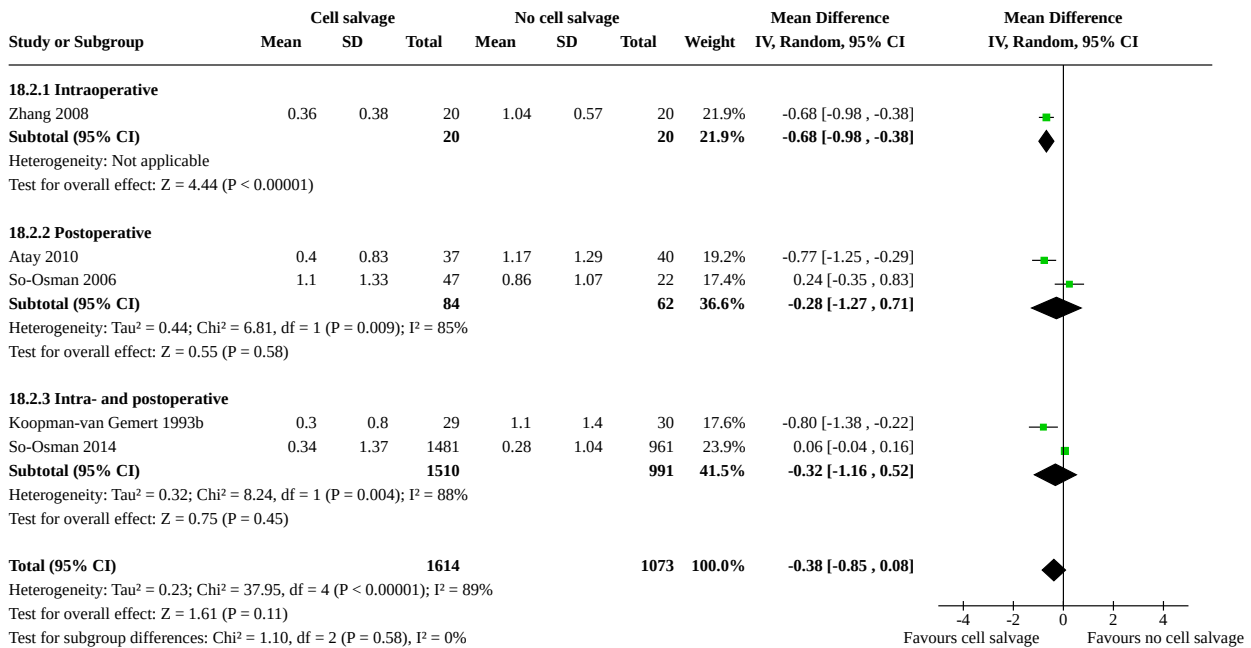 Cell salvage No cell salvage Mean Difference Mean Difference
Study or Subgroup Mean SD Total Mean SD Total Weight IV, Random, 95% CI IV, Random, 95% CI
18.2.1 Intraoperative
Zhang 2008 0.36 0.38 20 1.04 0.57 20 21.9% -0.68 [-0.98 , -0.38]
Subtotal (95% CI) 20 20 21.9% -0.68 [-0.98 , -0.38]
Heterogeneity: Not applicable
Test for overall effect: Z = 4.44 (P < 0.00001)
18.2.2 Postoperative
Atay 2010 0.4 0.83 37 1.17 1.29 40 19.2% -0.77 [-1.25 , -0.29]
So-Osman 2006 1.1 1.33 47 0.86 1.07 22 17.4% 0.24 [-0.35 , 0.83]
Subtotal (95% CI) 84 62 36.6% -0.28 [-1.27 , 0.71]
Heterogeneity: Tau² = 0.44; Chi² = 6.81, df = 1 (P = 0.009); I² = 85%
Test for overall effect: Z = 0.55 (P = 0.58)
18.2.3 Intra- and postoperative
Koopman-van Gemert 1993b 0.3 0.8 29 1.1 1.4 30 17.6% -0.80 [-1.38 , -0.22]
So-Osman 2014 0.34 1.37 1481 0.28 1.04 961 23.9% 0.06 [-0.04 , 0.16]
Subtotal (95% CI) 1510 991 41.5% -0.32 [-1.16 , 0.52]
Heterogeneity: Tau² = 0.32; Chi² = 8.24, df = 1 (P = 0.004); I² = 88%
Test for overall effect: Z = 0.75 (P = 0.45)
Total (95% CI) 1614 1073 100.0% -0.38 [-0.85 , 0.08]
Heterogeneity: Tau² = 0.23; Chi² = 37.95, df = 4 (P < 0.00001); I² = 89%
Test for overall effect: Z = 1.61 (P = 0.11)
-4 -2 0 2 4
Test for subgroup differences: Chi² = 1.10, df = 2 (P = 0.58), I² = 0% Favours cell salvage Favours no cell salvage